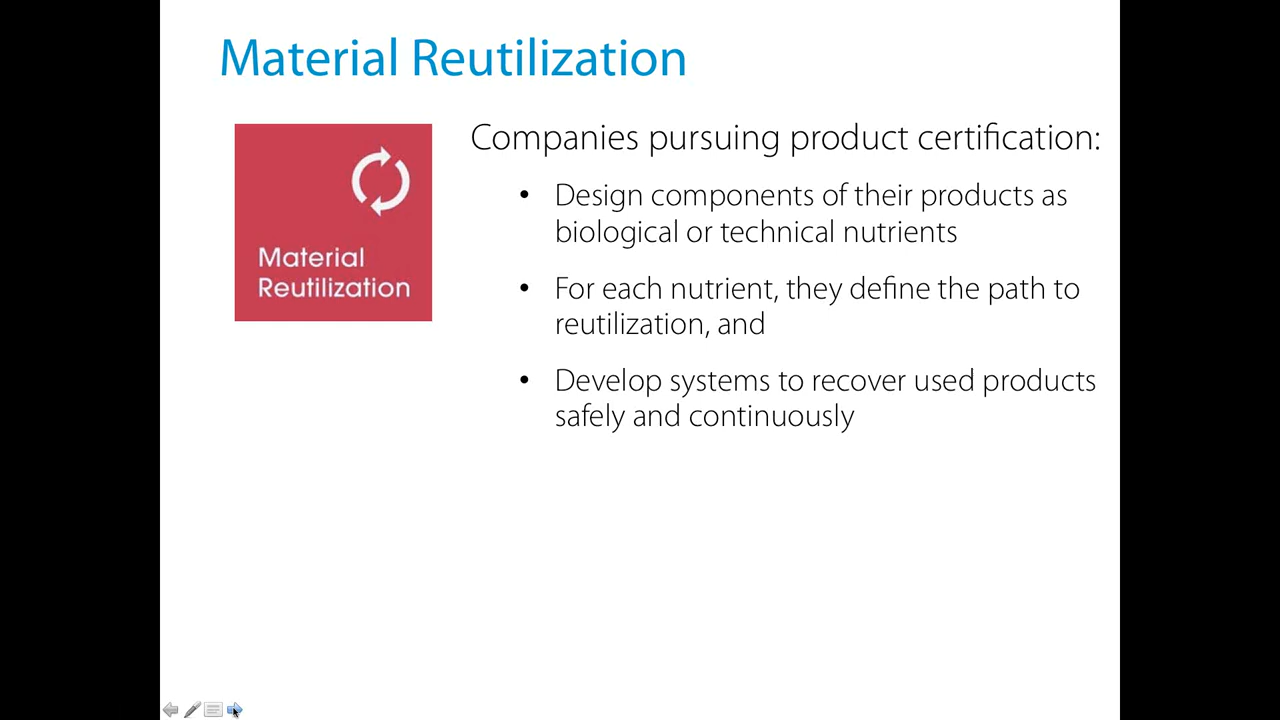 Material Reutilization
Material
Reutilization
Companies pursuing product certification:
• Design components of their products as
biological or technical nutrients
• For each nutrient, they define the path to
reutilization, and
• Develop systems to recover used products
safely and continuously